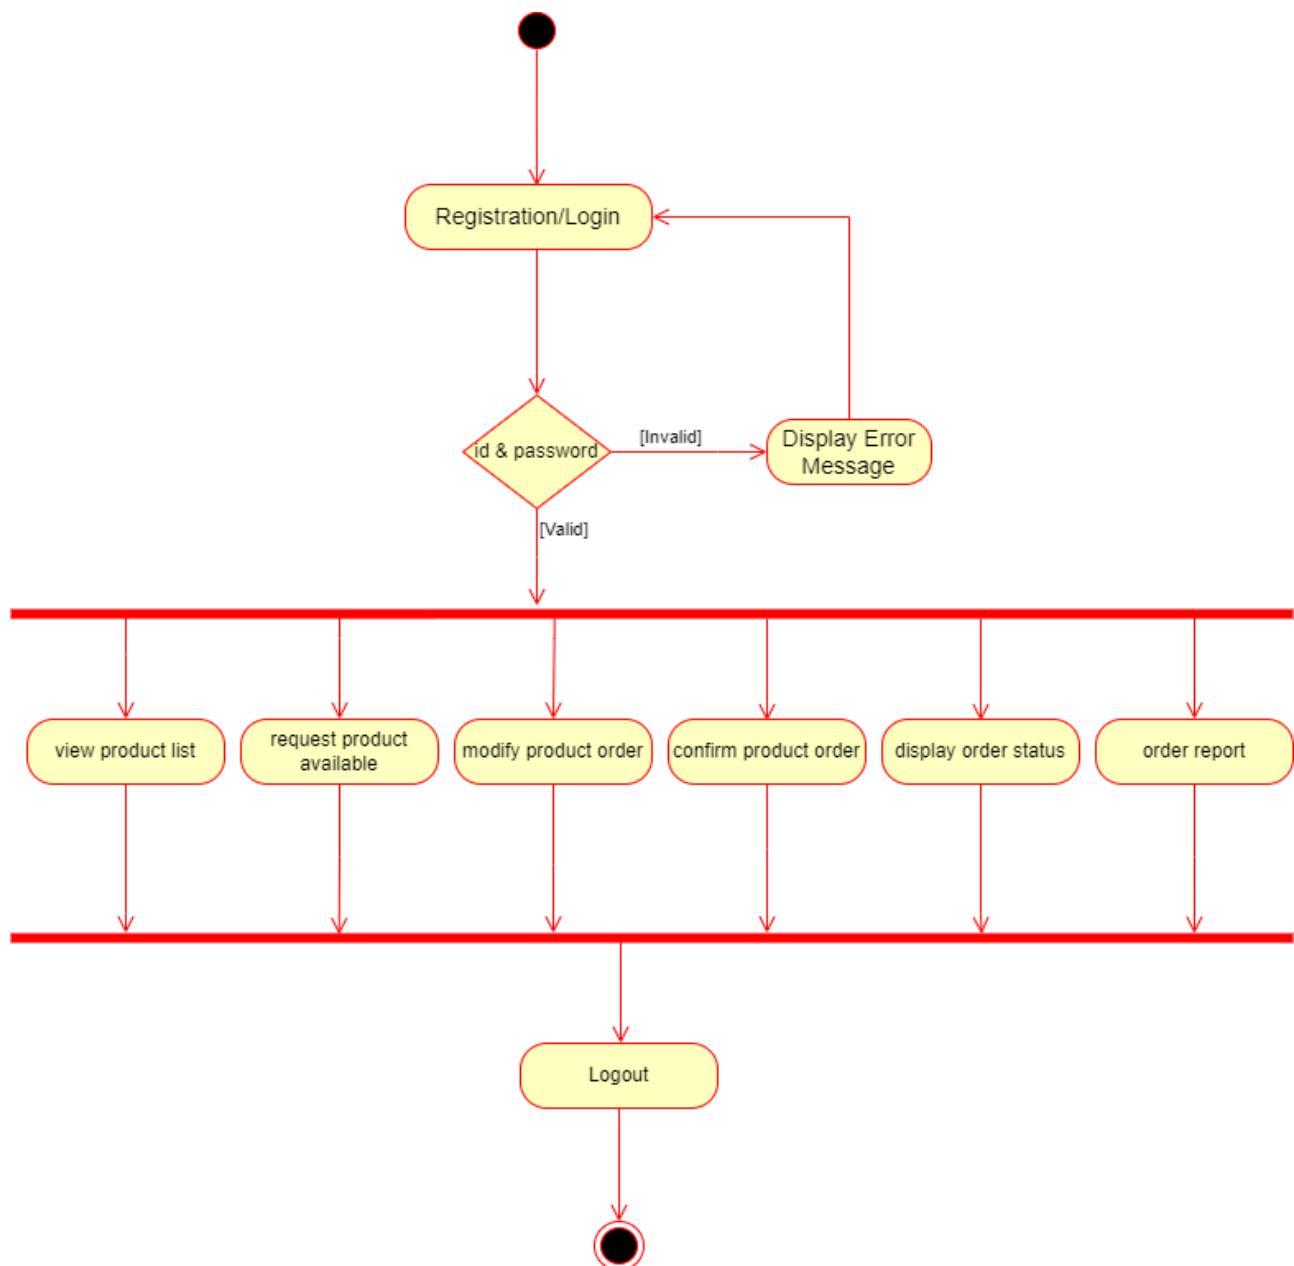 Registration/Login
id & password
[Invalid]
Display Error
Message
[Valid]
view product list
request product
available
modify product order
confirm product order
display order status
order report
Logout